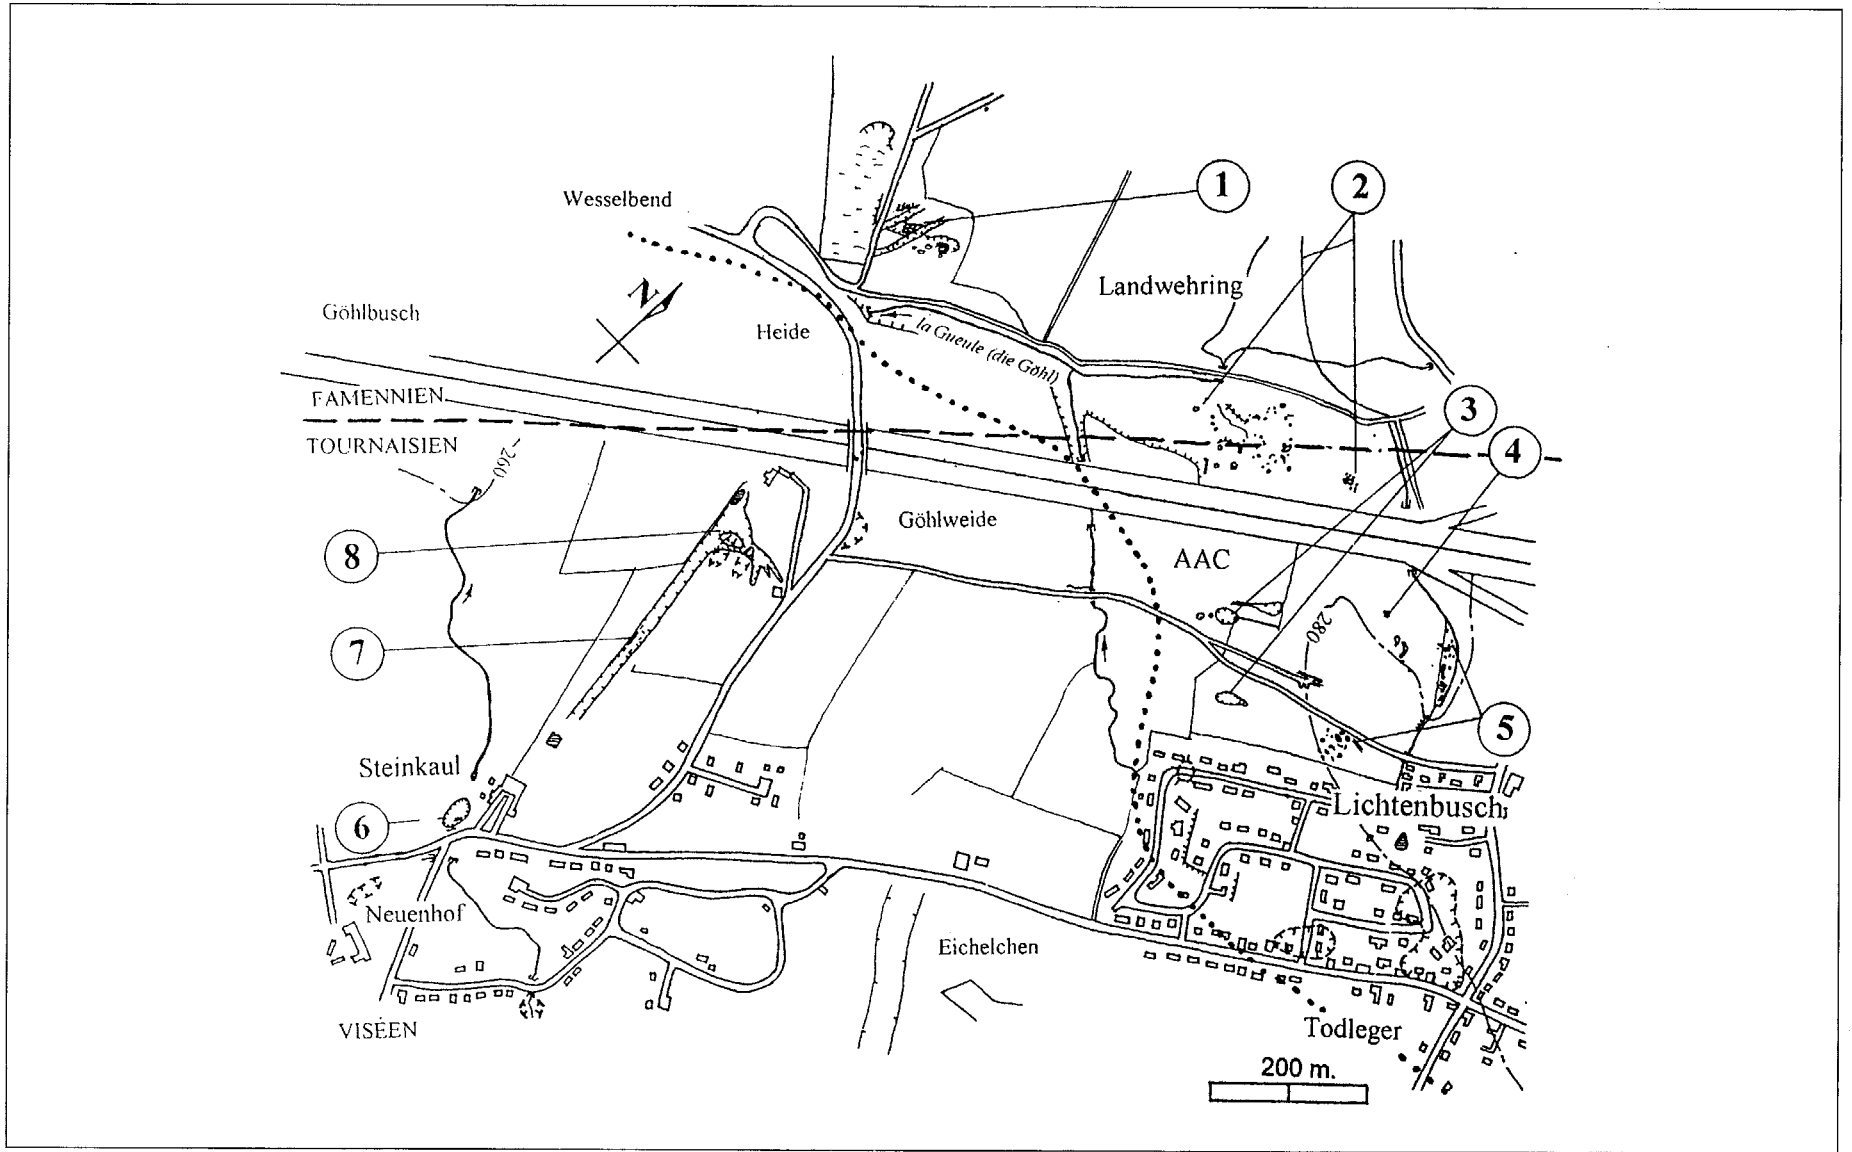 1
2
Wesselbend
N
Landwehring
Göhlbusch
Heide
la Gueule (die Göhl)
FAMENNIEN
TOURNAISIEN
260
3
4
8
Göhlweide
AAC
280
7
5
Steinkaul
6
Lichtenbusch
Neuenhof
Eichelchen
VISÉEN
Todleger
200 m.